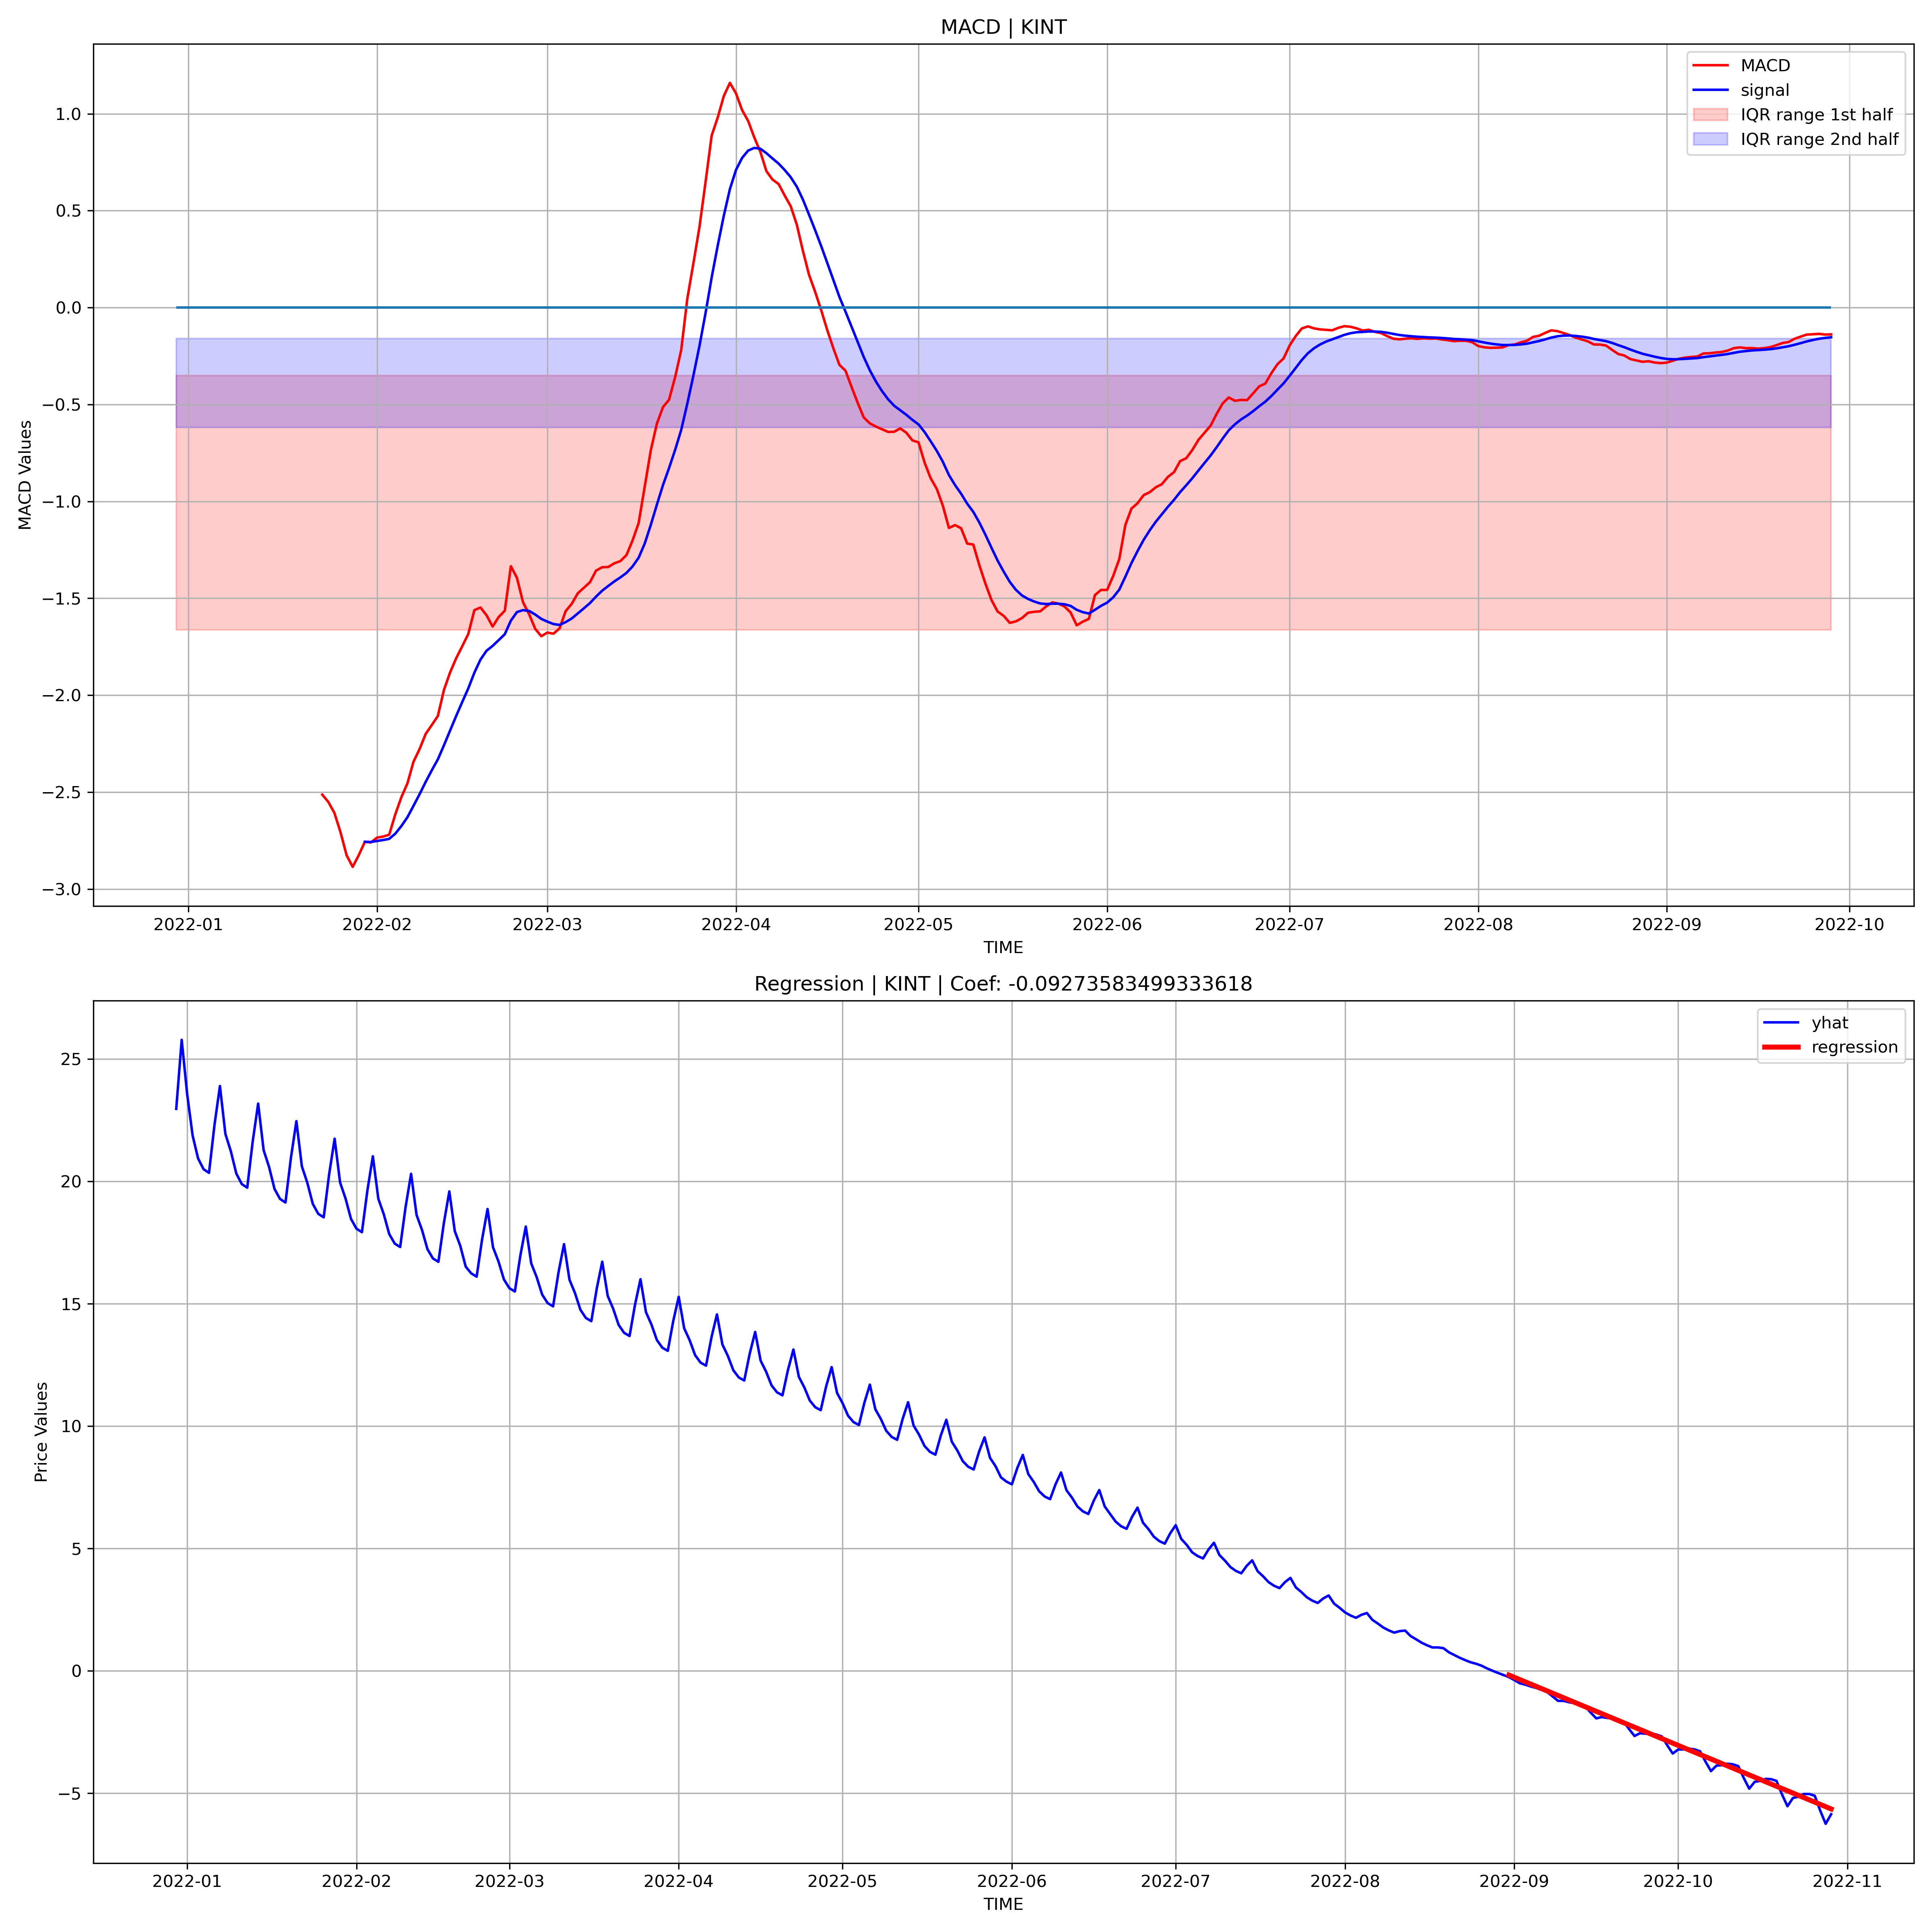 MACD | KINT
MACD
signal
IQR range 1st half
IQR range 2nd half
1.0
0.5
0.0
−0.5
−1.0
−1.5
−2.0
−2.5
−3.0
MACD Values
2022-01 2022-02 2022-03 2022-04 2022-05 2022-06 2022-07 2022-08 2022-09 2022-10
TIME
Regression | KINT | Coef: -0.09273583499333618
yhat
regression
25
20
15
10
5
0
−5
Price Values
2022-01 2022-02 2022-03 2022-04 2022-05 2022-06 2022-07 2022-08 2022-09 2022-10 2022-11
TIME